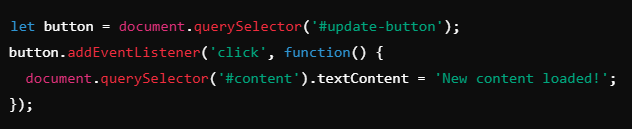 let button = document.querySelector('#update-button');
button.addEventListener('click', function() {
  document.querySelector('#content').textContent = 'New content loaded!';
});